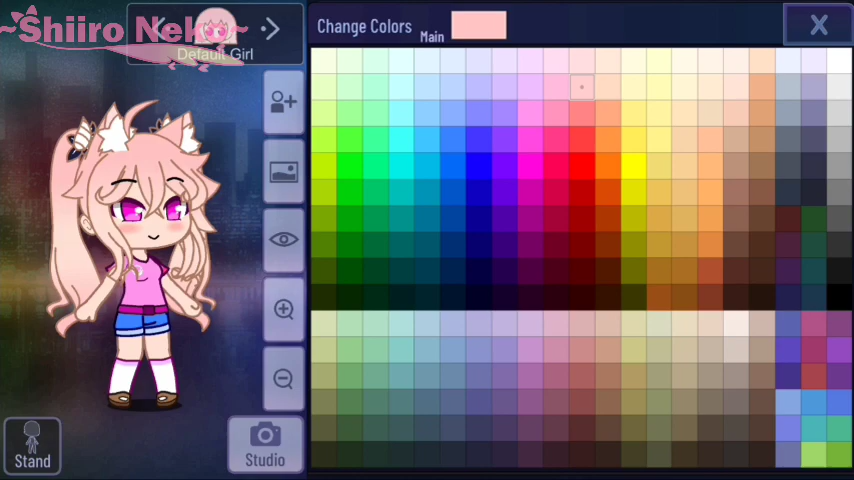 ~Shiiro Neko~
Default Girl
Change Colors
Main
X
Stand
Studio